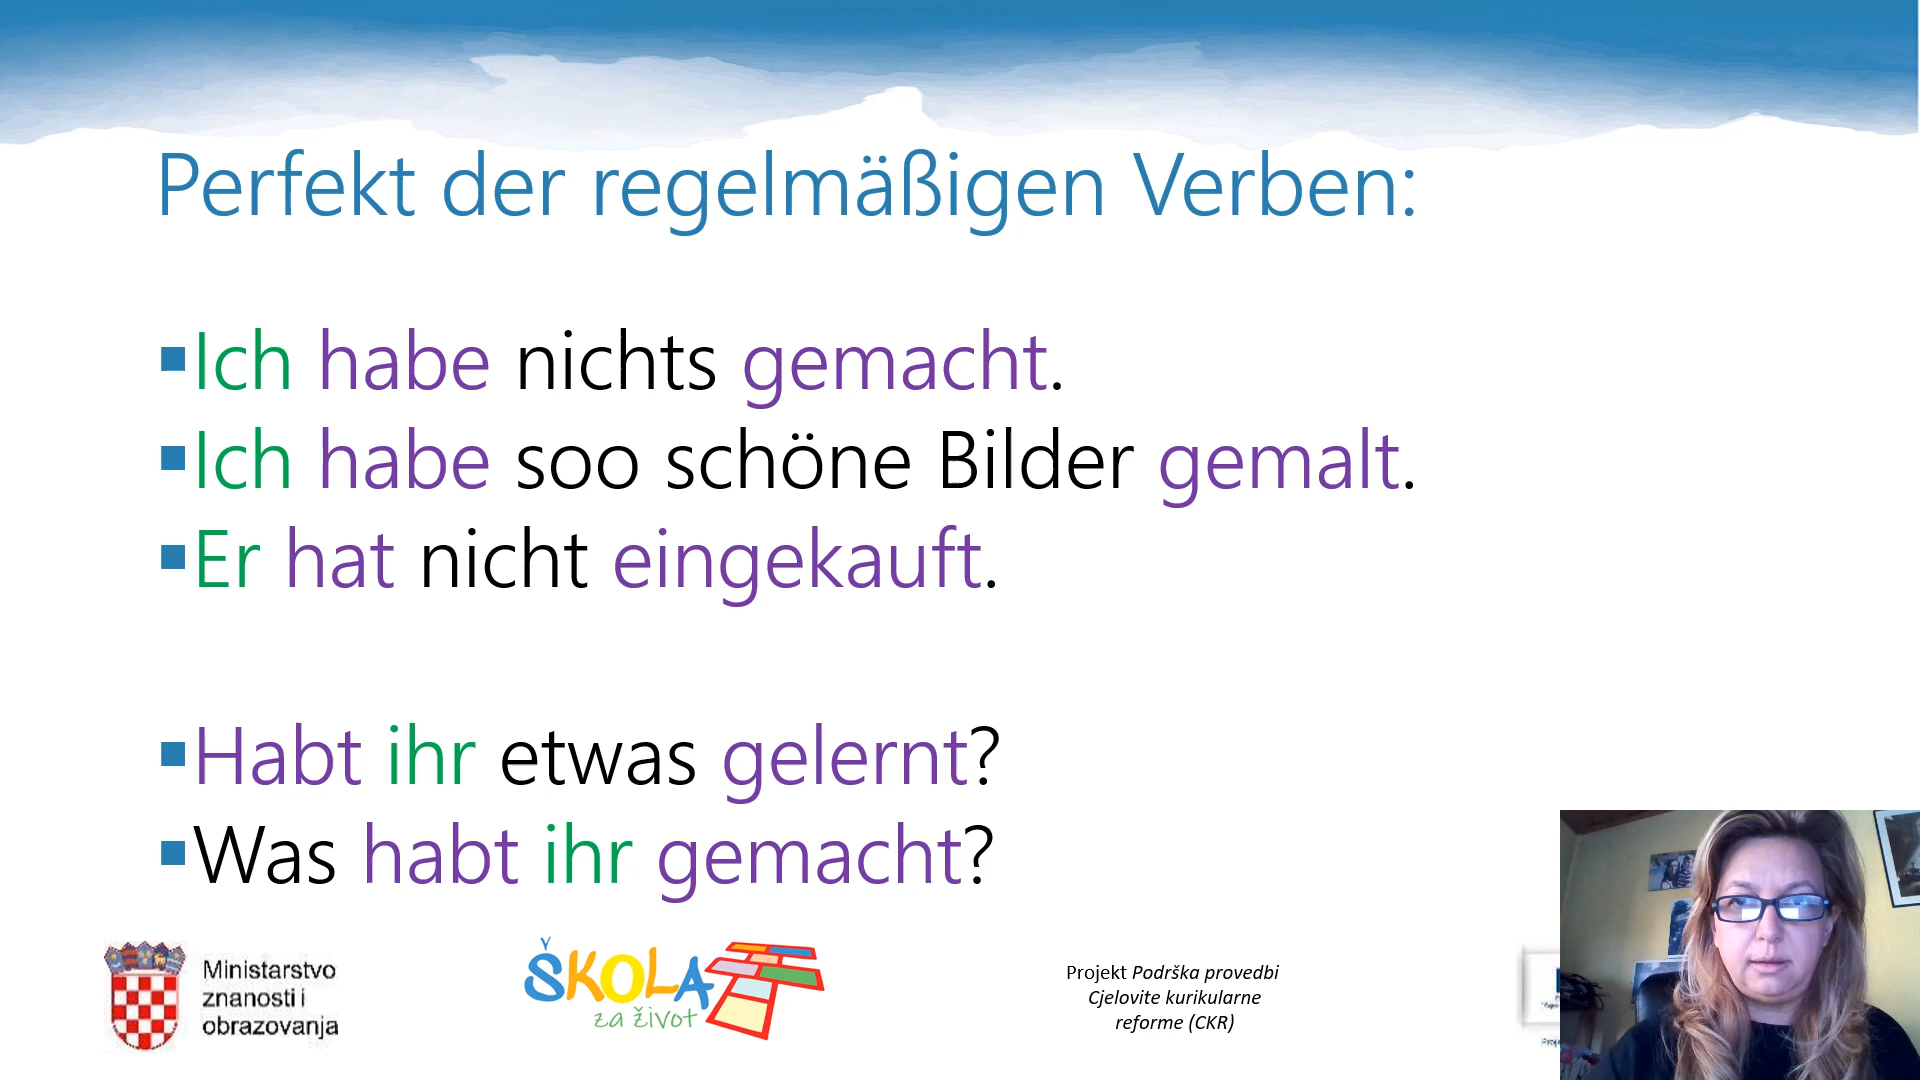 Perfekt der regelmäßigen Verben:
Ich habe nichts gemacht.
Ich habe soo schöne Bilder gemalt.
Er hat nicht eingekauft.
Habt ihr etwas gelernt?
Was habt ihr gemacht?
Ministarstvo
znanosti i
obrazovanja
ŠKOLA
za život
Projekt Podrška provedbi
Cjelovite kurikularne
reforme (CKR)